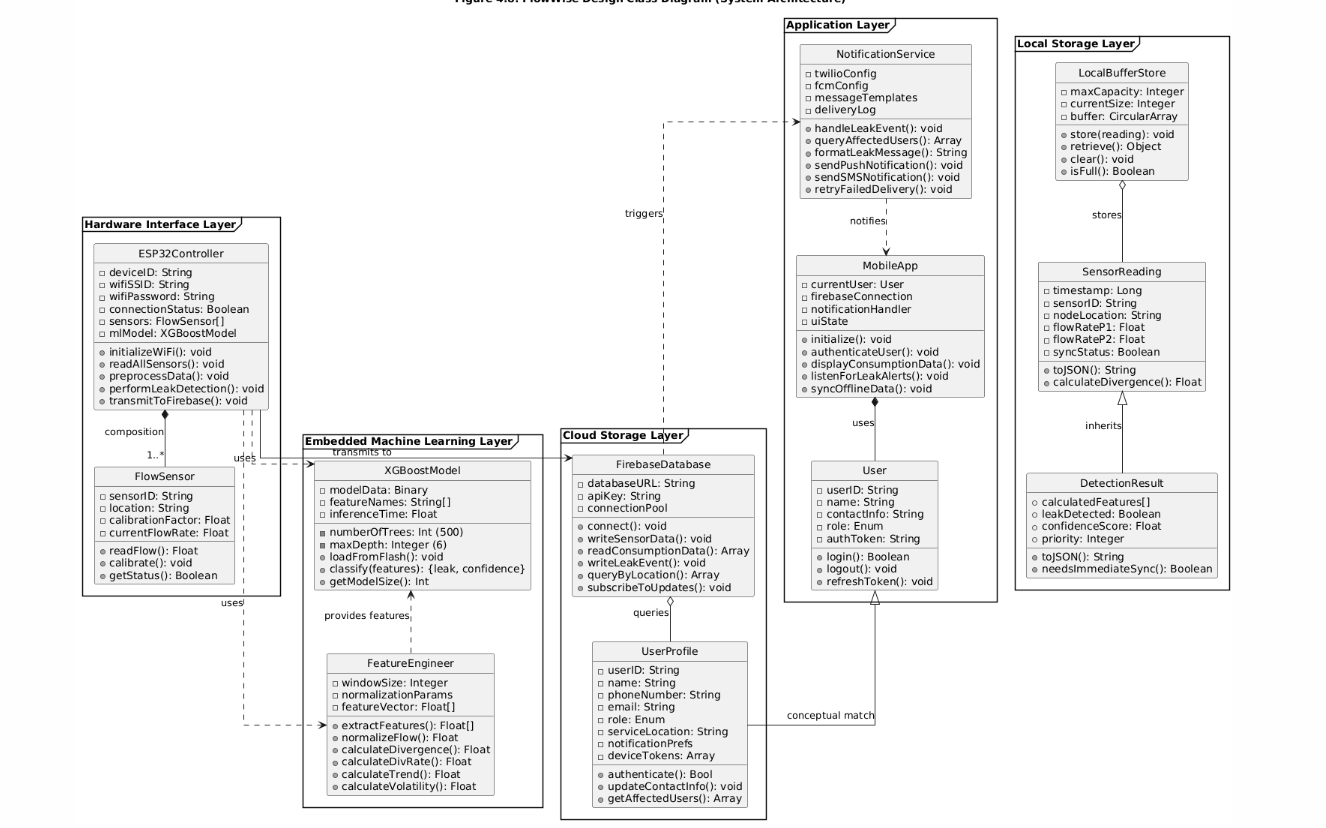 Figure 4.6: FlowWise Design Class Diagram (System Architecture)
Application Layer
NotificationService
twilioConfig
fcmConfig
messageTemplates
deliveryLog
handleLeakEvent(): void
queryAffectedUsers(): Array
formatLeakMessage(): String
sendPushNotification(): void
sendSMSNotification(): void
retryFailedDelivery(): void
notifies
MobileApp
currentUser: User
firebaseConnection
notificationHandler
uiState
initialize(): void
authenticateUser(): void
displayConsumptionData(): void
listenForLeakAlerts(): void
syncOfflineData(): void
uses
User
userID: String
name: String
contactInfo: String
role: Enum
authToken: String
login(): Boolean
logout(): void
refreshToken(): void
Local Storage Layer
LocalBufferStore
maxCapacity: Integer
currentSize: Integer
buffer: CircularArray
store(reading): void
retrieve(): Object
clear(): void
isFull(): Boolean
stores
SensorReading
timestamp: Long
sensorID: String
nodeLocation: String
flowRateP1: Float
flowRateP2: Float
syncStatus: Boolean
toJSON(): String
calculateDivergence(): Float
inherits
DetectionResult
calculatedFeatures[]
leakDetected: Boolean
confidenceScore: Float
priority: Integer
toJSON(): String
needsImmediateSync(): Boolean
triggers
Hardware Interface Layer
ESP32Controller
deviceID: String
wifiSSID: String
wifiPassword: String
connectionStatus: Boolean
sensors: FlowSensor[]
mlModel: XGBoostModel
initializeWiFi(): void
readAllSensors(): void
preprocessData(): void
performLeakDetection(): void
transmitToFirebase(): void
composition
1..*
uses
FlowSensor
sensorID: String
location: String
calibrationFactor: Float
currentFlowRate: Float
readFlow(): Float
calibrate(): void
getStatus(): Boolean
uses
Embedded Machine Learning Layer
transmits to
XGBoostModel
modelData: Binary
featureNames: String[]
inferenceTime: Float
numberOfTrees: Int (500)
maxDepth: Integer (6)
loadFromFlash(): void
classify(features): {leak, confidence}
getModelSize(): Int
provides features
FeatureEngineer
windowSize: Integer
normalizationParams
featureVector: Float[]
extractFeatures(): Float[]
normalizeFlow(): Float
calculateDivergence(): Float
calculateDivRate(): Float
calculateTrend(): Float
calculateVolatility(): Float
Cloud Storage Layer
FirebaseDatabase
databaseURL: String
apiKey: String
connectionPool
connect(): void
writeSensorData(): void
readConsumptionData(): Array
writeLeakEvent(): void
queryByLocation(): Array
subscribeToUpdates(): void
queries
UserProfile
userID: String
name: String
phoneNumber: String
email: String
role: Enum
serviceLocation: String
notificationPrefs
deviceTokens: Array
authenticate(): Bool
updateContactInfo(): void
getAffectedUsers(): Array
conceptual match